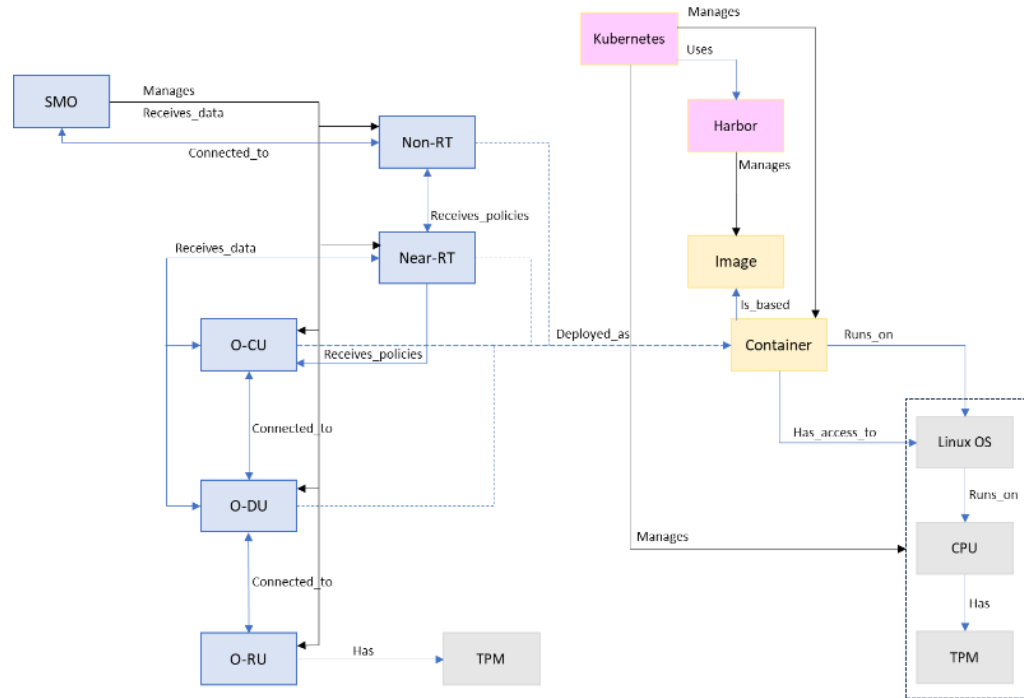 Manages
Kubernetes
Uses
SMO
Manages
Receives_data
Harbor
Non-RT
Connected_to
Manages
Receives_policies
Receives_data
Near-RT
Image
Is_based
Deployed_as
Runs_on
O-CU
Receives_policies
Container
Connected_to
Has_access_to
Linux OS
O-DU
Runs_on
Manages
CPU
Connected_to
Has
O-RU
Has
TPM
TPM